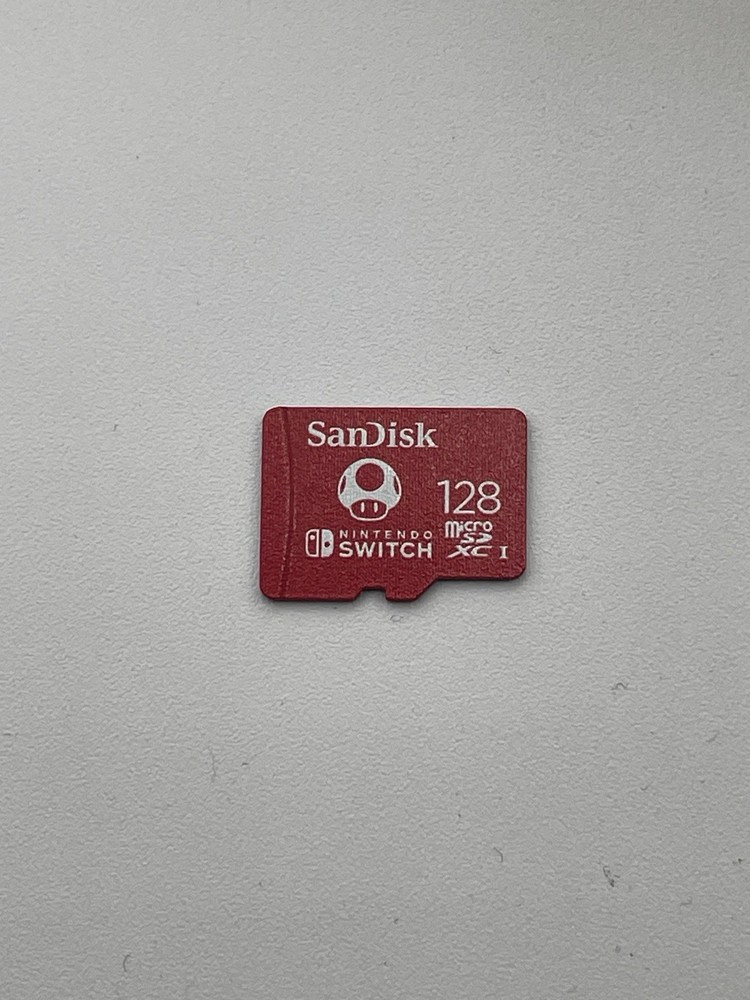 SanDisk
128
NINTENDO
SWITCH
micro
SD
XC I